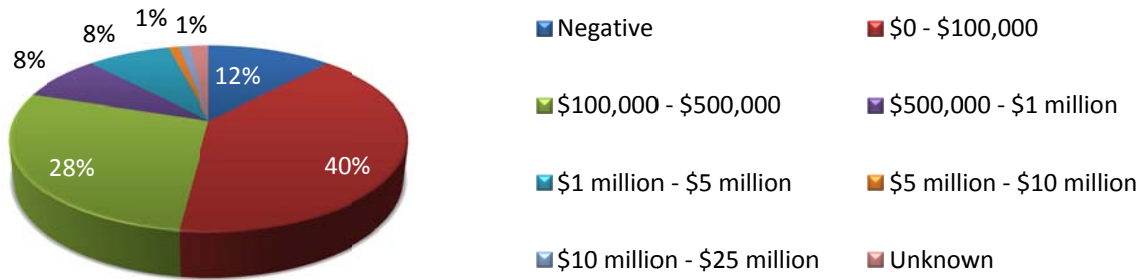 1%
1%
8%
8%
12%
28%
40%
Negative
$0 - $100,000
$100,000 - $500,000
$500,000 - $1 million
$1 million - $5 million
$5 million - $10 million
$10 million - $25 million
Unknown